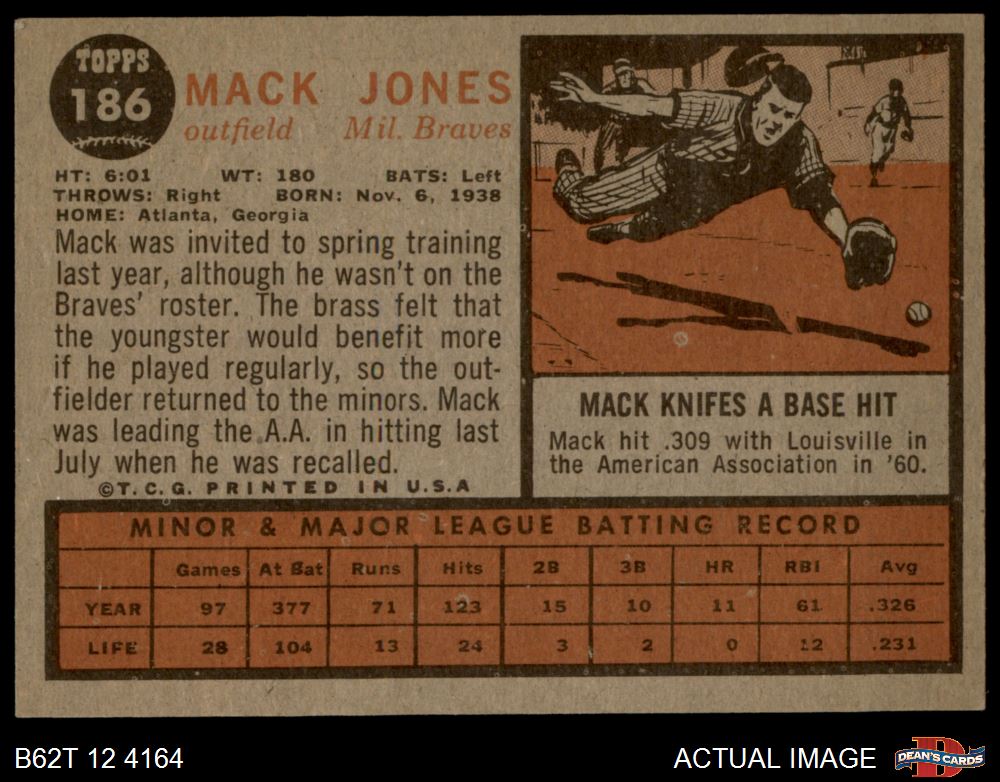 TOPPS
186
MACK JONES
outfield Mil. Braves
HT: 6:01 WT: 180 BATS: Left
THROWS: Right BORN: Nov. 6, 1938
HOME: Atlanta, Georgia
Mack was invited to spring training
last year, although he wasn't on the
Braves' roster. The brass felt that
the youngster would benefit more
if he played regularly, so the out-
fielder returned to the minors. Mack
was leading the A.A. in hitting last
July when he was recalled.
©T.C.G. PRINTED IN U.S.A
MACK KNIFES A BASE HIT
Mack hit .309 with Louisville in
the American Association in '60.
MINOR & MAJOR LEAGUE BATTING RECORD
Games At Bat Runs Hits 2B 3B HR RBI Avg
YEAR 97 377 71 123 15 10 11 61 .326
LIFE 28 104 13 24 3 2 0 12 .231
B62T 12 4164
ACTUAL IMAGE
D
DEAN'S CARDS